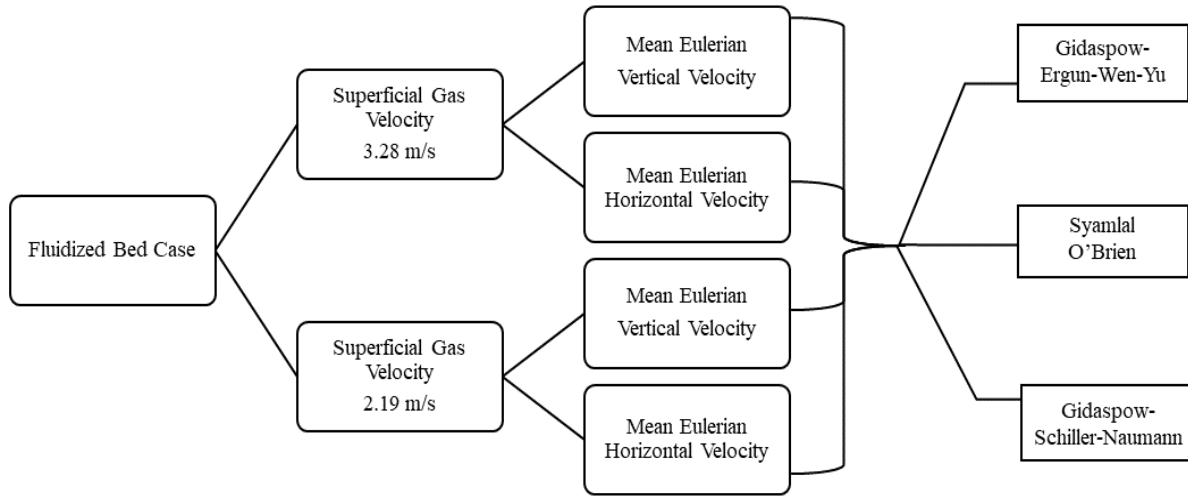 Fluidized Bed Case
Superficial Gas
Velocity
3.28 m/s
Superficial Gas
Velocity
2.19 m/s
Mean Eulerian
Vertical Velocity
Mean Eulerian
Horizontal Velocity
Mean Eulerian
Vertical Velocity
Mean Eulerian
Horizontal Velocity
Gidaspow-
Ergun-Wen-Yu
Syamlal
O’Brien
Gidaspow-
Schiller-Naumann